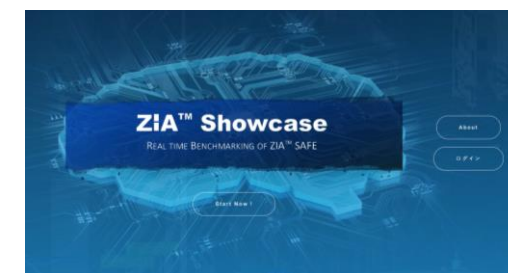 ZIA™ Showcase
REAL TIME BENCHMARKING OF ZIA™ SAFE
About
ログイン
Start Now !